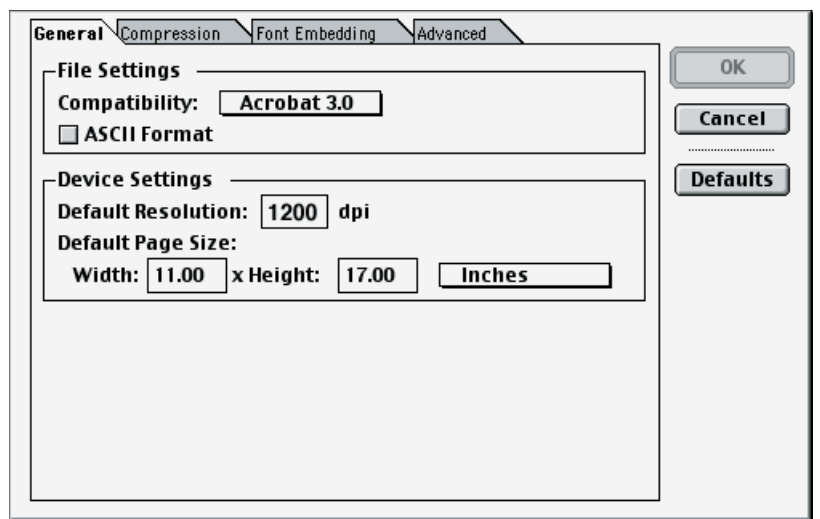 General Compression Font Embedding Advanced
File Settings
Compatibility: Acrobat 3.0
ASCII Format
Device Settings
Default Resolution: 1200 dpi
Default Page Size:
Width: 11.00 x Height: 17.00 Inches
OK
Cancel
Defaults